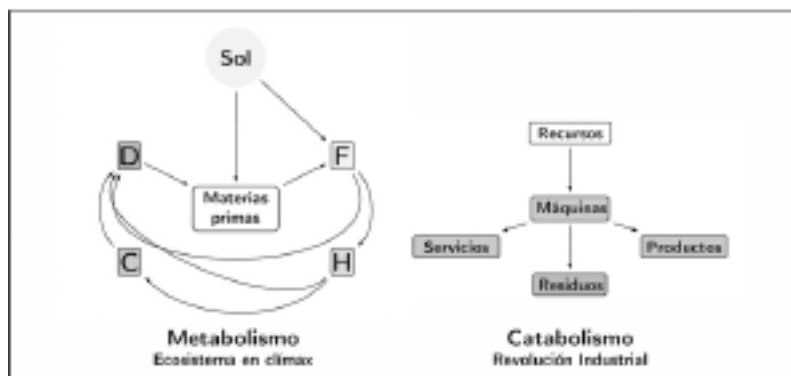 Sol
D
F
Materias
primas
C
H
Metabolismo
Ecosistema en clímax
Recursos
Máquinas
Servicios
Productos
Residuos
Catabolismo
Revolución Industrial